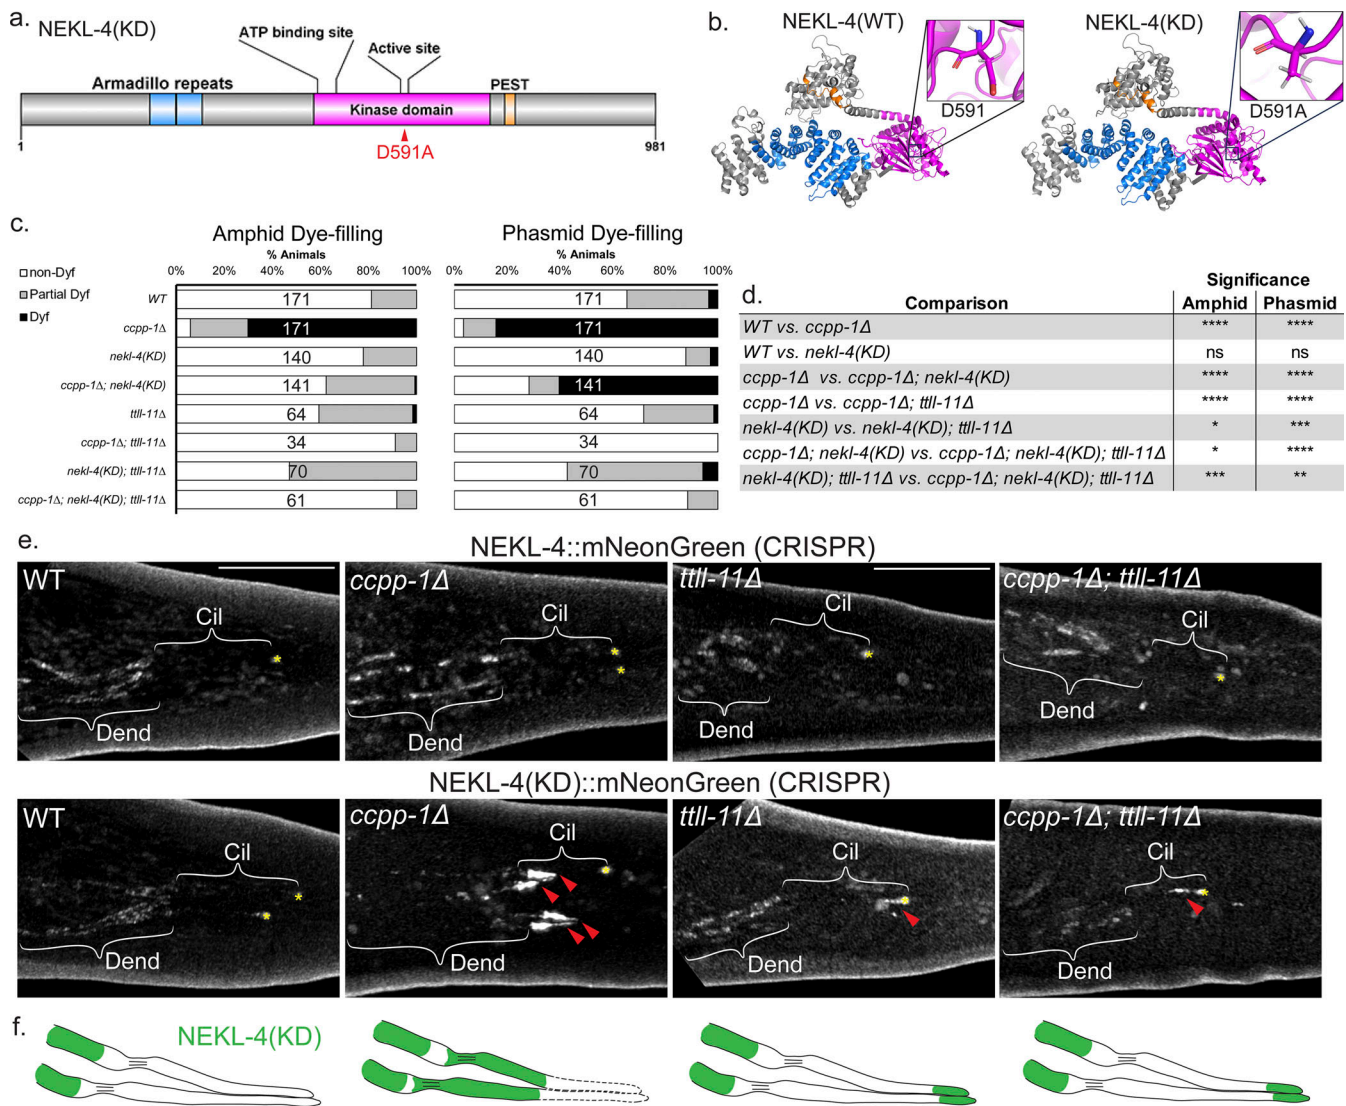 a.
NEKL-4(KD)
ATP binding site
Active site
Armadillo repeats
PEST
Kinase domain
1
981
D591A
b.
NEKL-4(WT)
NEKL-4(KD)
D591
D591A
c.
Amphid Dye-filling
Phasmid Dye-filling
% Animals
% Animals
0% 20% 40% 60% 80% 100%
0% 20% 40% 60% 80% 100%
non-Dyf
Partial Dyf
Dyf
WT 171 171
ccpp-1Δ 171 171
nekl-4(KD) 140 140
ccpp-1Δ; nekl-4(KD) 141 141
ttll-11Δ 64 64
ccpp-1Δ; ttll-11Δ 34 34
nekl-4(KD); ttll-11Δ 70 70
ccpp-1Δ; nekl-4(KD); ttll-11Δ 61 61
d.
Significance
Comparison Amphid Phasmid
WT vs. ccpp-1Δ **** ****
WT vs. nekl-4(KD) ns ns
ccpp-1Δ vs. ccpp-1Δ; nekl-4(KD) **** ****
ccpp-1Δ vs. ccpp-1Δ; ttll-11Δ **** ****
nekl-4(KD) vs. nekl-4(KD); ttll-11Δ * ***
ccpp-1Δ; nekl-4(KD) vs. ccpp-1Δ; nekl-4(KD); ttll-11Δ * ****
nekl-4(KD); ttll-11Δ vs. ccpp-1Δ; nekl-4(KD); ttll-11Δ *** **
e.
NEKL-4::mNeonGreen (CRISPR)
WT
Cil
*
Dend
ccpp-1Δ
Cil
*
*
Dend
ttll-11Δ
Cil
*
Dend
ccpp-1Δ; ttll-11Δ
Cil
*
Dend
NEKL-4(KD)::mNeonGreen (CRISPR)
WT
Cil
*
*
Dend
ccpp-1Δ
Cil
*
Dend
ttll-11Δ
Cil
*
Dend
ccpp-1Δ; ttll-11Δ
Cil
*
Dend
f.
NEKL-4(KD)